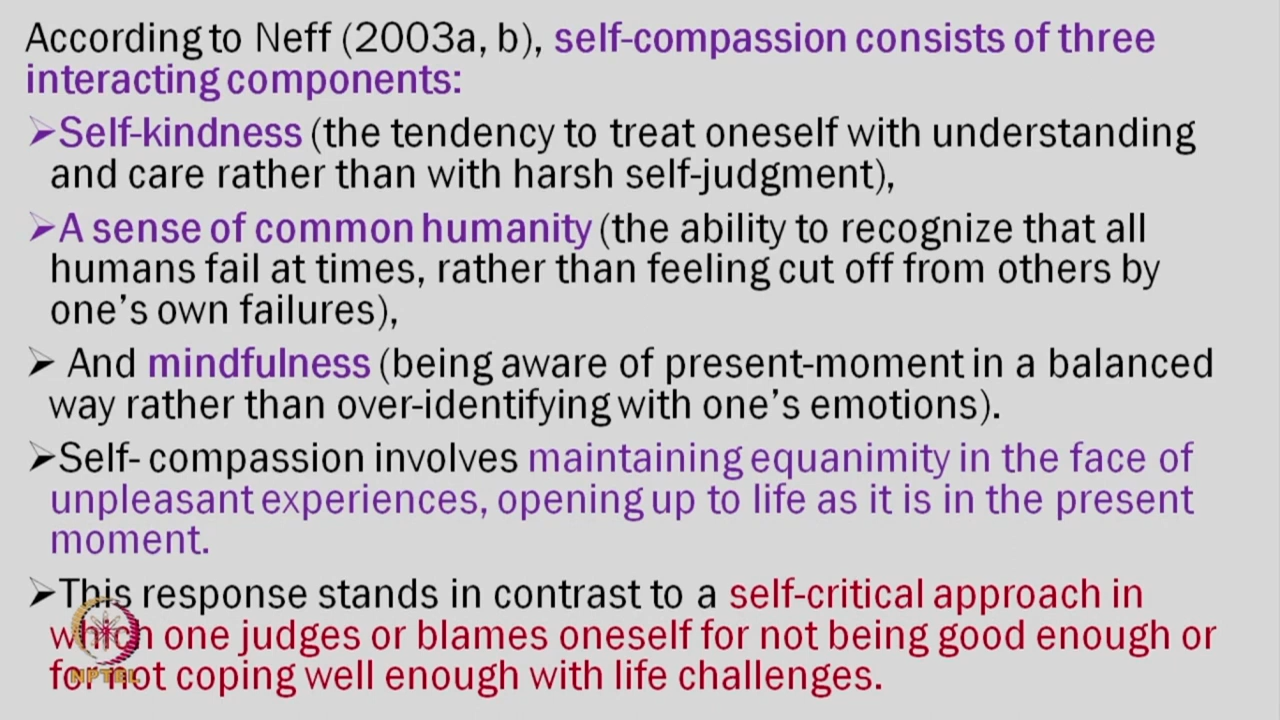 According to Neff (2003a, b), self-compassion consists of three
interacting components:
➢Self-kindness (the tendency to treat oneself with understanding
and care rather than with harsh self-judgment),
➢A sense of common humanity (the ability to recognize that all
humans fail at times, rather than feeling cut off from others by
one’s own failures),
➢ And mindfulness (being aware of present-moment in a balanced
way rather than over-identifying with one’s emotions).
➢Self- compassion involves maintaining equanimity in the face of
unpleasant experiences, opening up to life as it is in the present
moment.
➢This response stands in contrast to a self-critical approach in
which one judges or blames oneself for not being good enough or
for not coping well enough with life challenges.
NPTEL